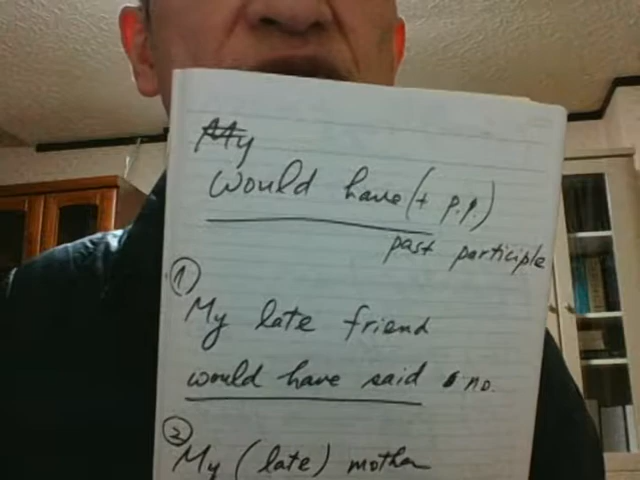 My
would have (+ p.p.)
past participle
①
My late friend
would have said no.
②
My (late) mother